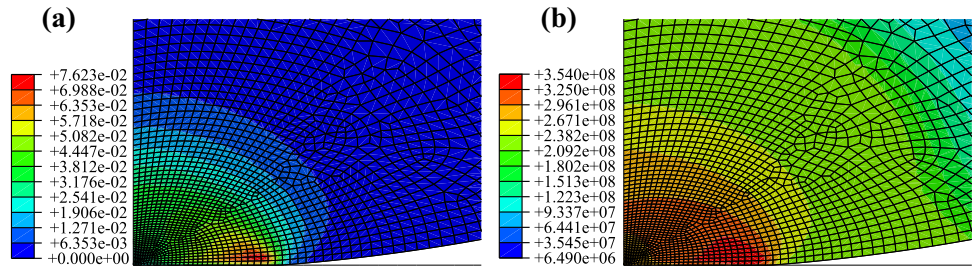 (a)
+7.623e-02
+6.988e-02
+6.353e-02
+5.718e-02
+5.082e-02
+4.447e-02
+3.812e-02
+3.176e-02
+2.541e-02
+1.906e-02
+1.271e-02
+6.353e-03
+0.000e+00
(b)
+3.540e+08
+3.250e+08
+2.961e+08
+2.671e+08
+2.382e+08
+2.092e+08
+1.802e+08
+1.513e+08
+1.223e+08
+9.337e+07
+6.441e+07
+3.545e+07
+6.490e+06